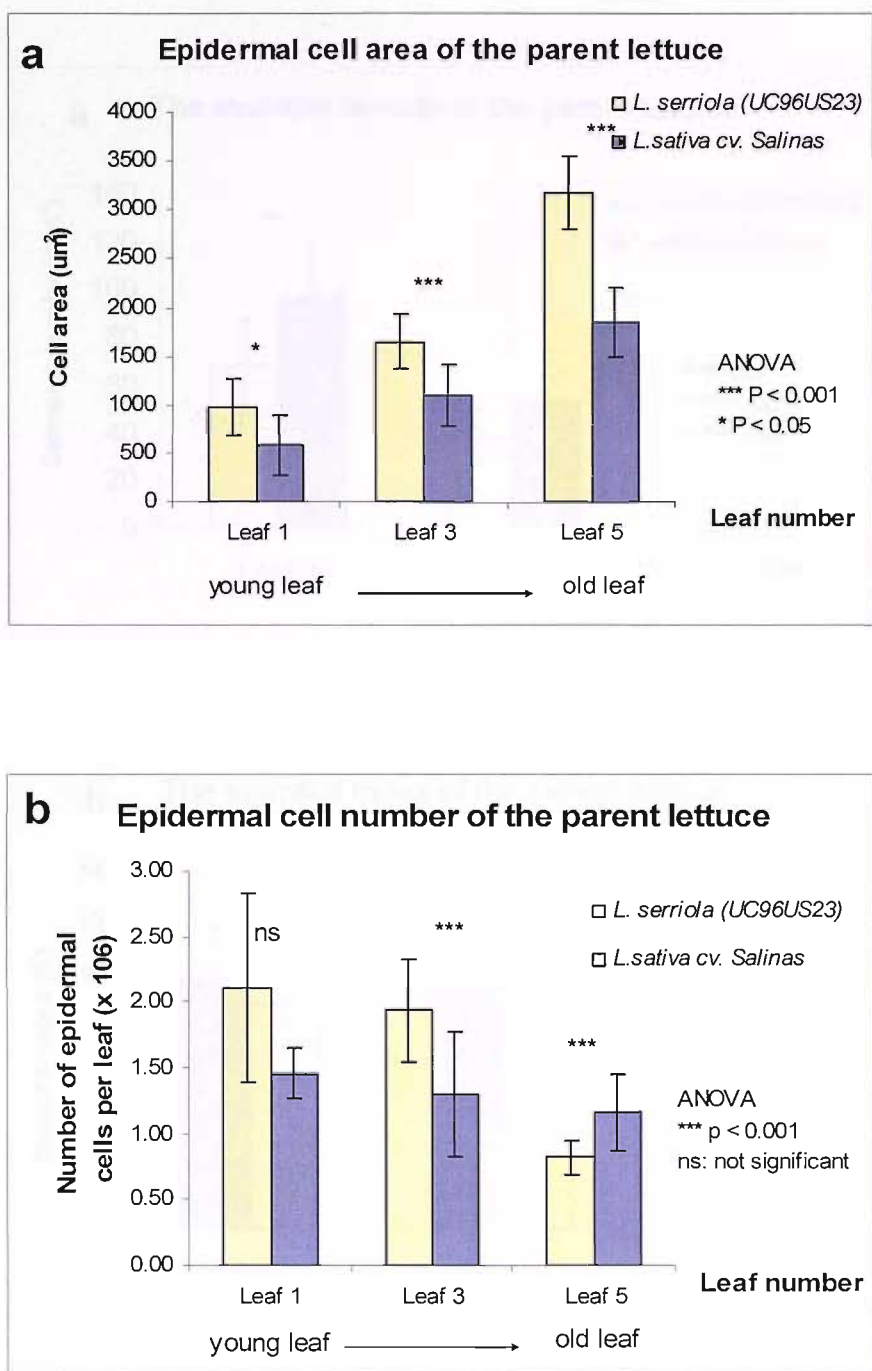 a
Epidermal cell area of the parent lettuce
L. serriola (UC96US23)
L.sativa cv. Salinas
Cell area (um²)
4000
3500
3000
2500
2000
1500
1000
500
0
*
***
***
ANOVA
*** P < 0.001
* P < 0.05
Leaf 1
Leaf 3
Leaf 5
Leaf number
young leaf
old leaf
b
Epidermal cell number of the parent lettuce
L. serriola (UC96US23)
L.sativa cv. Salinas
Number of epidermal
cells per leaf (x 106)
3.00
2.50
2.00
1.50
1.00
0.50
0.00
ns
***
***
ANOVA
*** p < 0.001
ns: not significant
Leaf 1
Leaf 3
Leaf 5
Leaf number
young leaf
old leaf